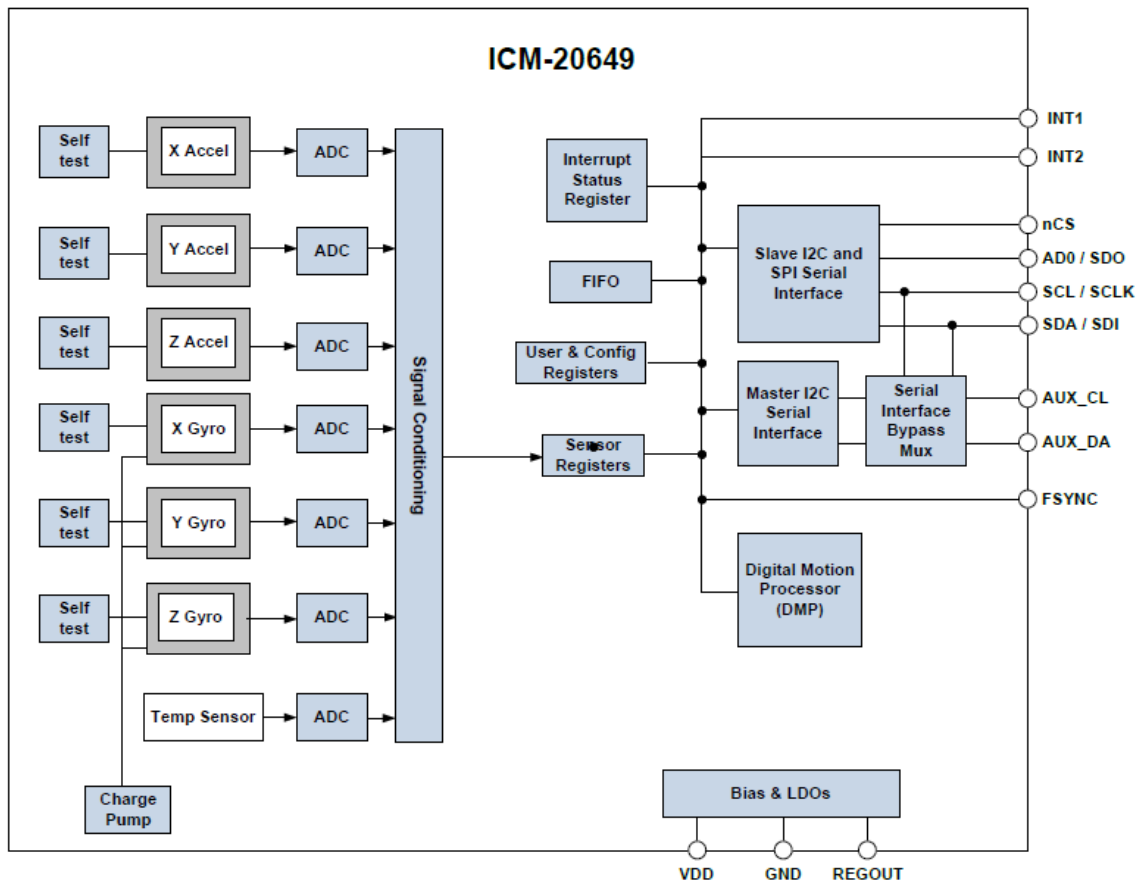 ICM-20649
Self
test
X Accel
ADC
Self
test
Y Accel
ADC
Self
test
Z Accel
ADC
Self
test
X Gyro
ADC
Self
test
Y Gyro
ADC
Self
test
Z Gyro
ADC
Temp Sensor
ADC
Charge
Pump
Signal Conditioning
Interrupt
Status
Register
FIFO
User & Config
Registers
Sensor
Registers
Slave I2C and
SPI Serial
Interface
Master I2C
Serial
Interface
Serial
Interface
Bypass
Mux
Digital Motion
Processor
(DMP)
Bias & LDOs
INT1
INT2
nCS
AD0 / SDO
SCL / SCLK
SDA / SDI
AUX_CL
AUX_DA
FSYNC
VDD
GND
REGOUT